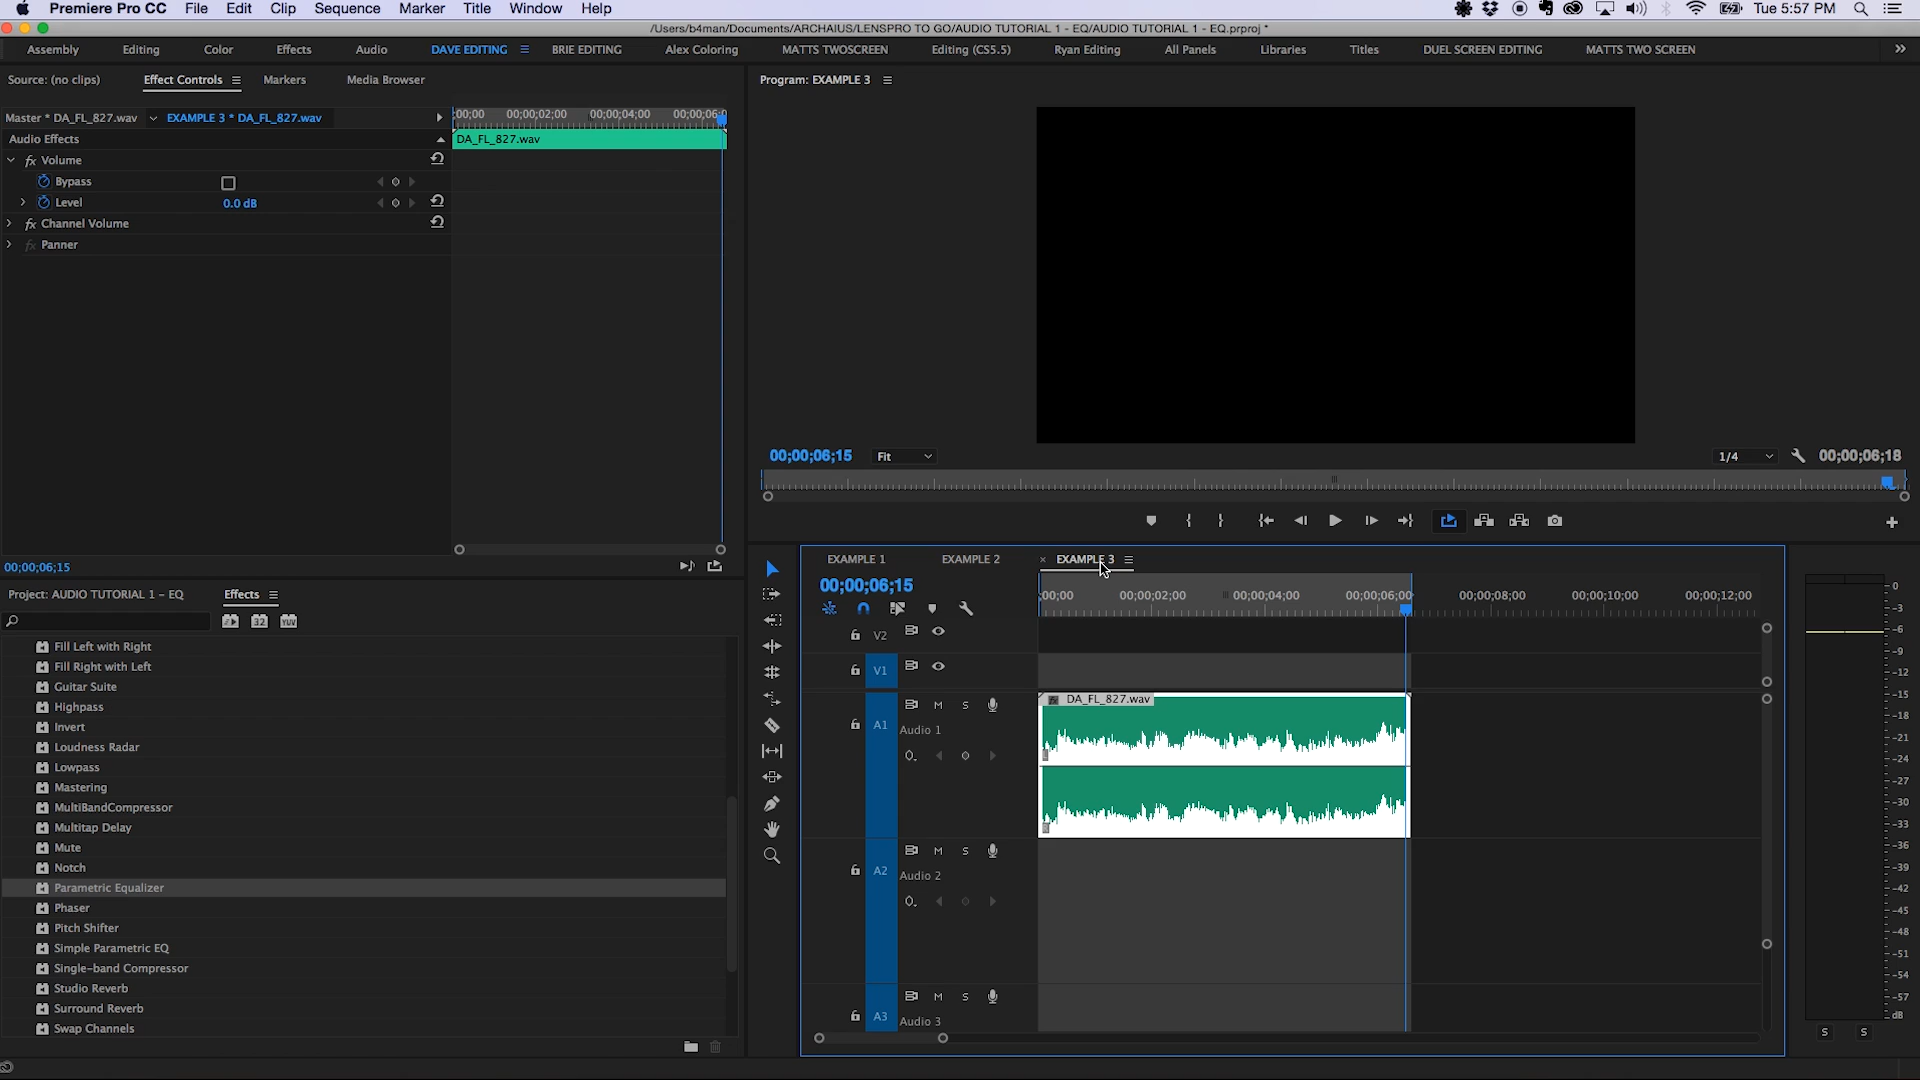 Premiere Pro CC File Edit Clip Sequence Marker Title Window Help Tue 5:57 PM
/Users/b4man/Documents/ARCHAIUS/LENSPRO TO GO/AUDIO TUTORIAL 1 - EQ/AUDIO TUTORIAL 1 - EQ.prproj *
Assembly Editing Color Effects Audio DAVE EDITING BRIE EDITING Alex Coloring MATTS TWOSCREEN Editing (CS5.5) Ryan Editing All Panels Libraries Titles DUEL SCREEN EDITING MATTS TWO SCREEN
Source: (no clips) Effect Controls Markers Media Browser
Program: EXAMPLE 3
Master * DA_FL_827.wav EXAMPLE 3 * DA_FL_827.wav
:00;00 00;00;02;00 00;00;04;00 00;00;06;0
Audio Effects
DA_FL_827.wav
fx Volume
Bypass
Level 0.0 dB
fx Channel Volume
fx Panner
00;00;06;15 Fit 1/4 00;00;06;18
00;00;06;15
Project: AUDIO TUTORIAL 1 - EQ Effects
32 YUV
Fill Left with Right
Fill Right with Left
Guitar Suite
Highpass
Invert
Loudness Radar
Lowpass
Mastering
MultiBandCompressor
Multitap Delay
Mute
Notch
Parametric Equalizer
Phaser
Pitch Shifter
Simple Parametric EQ
Single-band Compressor
Studio Reverb
Surround Reverb
Swap Channels
EXAMPLE 1 EXAMPLE 2 × EXAMPLE 3
00;00;06;15
;00;00 00;00;02;00 00;00;04;00 00;00;06;00 00;00;08;00 00;00;10;00 00;00;12;00
V2
V1
DA_FL_827.wav
A1 M S
Audio 1
A2 M S
Audio 2
A3 M S
Audio 3
0
-3
-6
-9
-12
-15
-18
-21
-24
-27
-30
-33
-36
-39
-42
-45
-48
-51
-54
-57
dB
S S